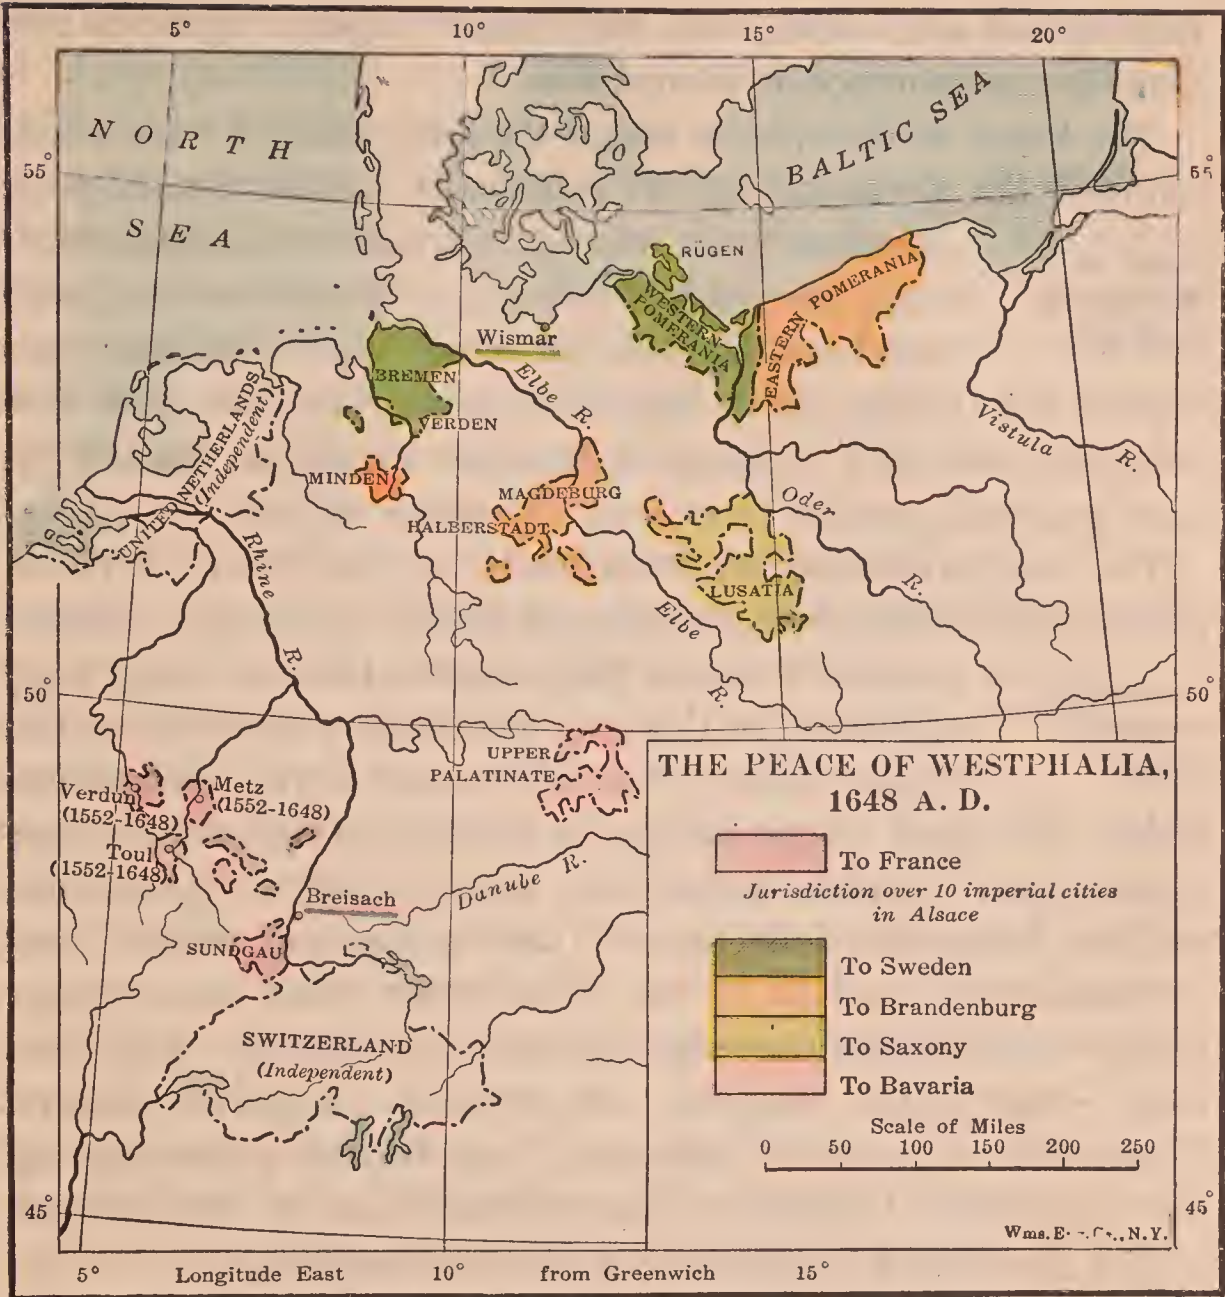 5° 10° 15° 20°
NORTH
SEA
BALTIC SEA
55° 55°
RÜGEN
WESTERN
POMERANIA
EASTERN POMERANIA
Wismar
BREMEN
VERDEN
Elbe R.
UNITED NETHERLANDS
(Independent)
MINDEN
MAGDEBURG
HALBERSTADT
Vistula R.
Oder R.
LUSATIA
Rhine R.
Elbe R.
50° 50°
UPPER
PALATINATE
Verdun
(1552-1648)
Metz
(1552-1648)
Toul
(1552-1648)
Breisach
Danube R.
SUNDGAU
SWITZERLAND
(Independent)
THE PEACE OF WESTPHALIA,
1648 A. D.
To France
Jurisdiction over 10 imperial cities
in Alsace
To Sweden
To Brandenburg
To Saxony
To Bavaria
Scale of Miles
0 50 100 150 200 250
45° 45°
Wms. N.Y.
5° Longitude East 10° from Greenwich 15°